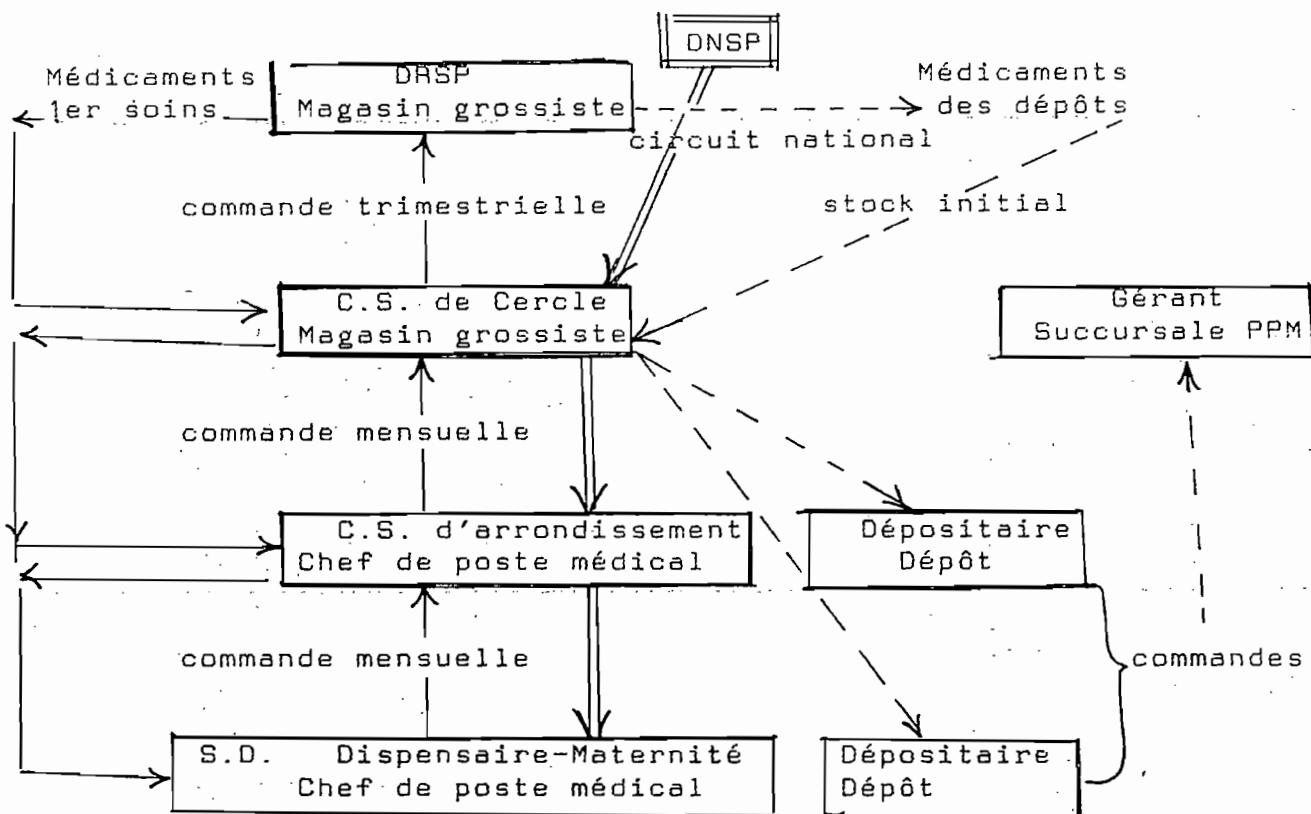 DNSP
Médicaments
1er soins
DRSP
Magasin grossiste
Médicaments
des dépôts
circuit national
commande trimestrielle
stock initial
C.S. de Cercle
Magasin grossiste
Gérant
Succursale PPM
commande mensuelle
C.S. d'arrondissement
Chef de poste médical
Dépositaire
Dépôt
commande mensuelle
commandes
S.D. Dispensaire-Maternité
Chef de poste médical
Dépositaire
Dépôt